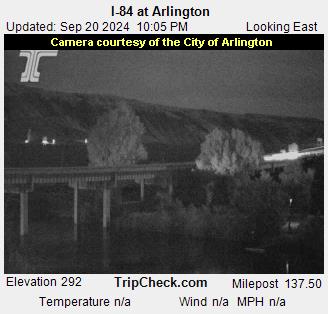 I-84 at Arlington
Updated: Sep 20 2024 10:05 PM Looking East
Camera courtesy of the City of Arlington
Elevation 292 TripCheck.com Milepost 137.50
Temperature n/a Wind n/a MPH n/a